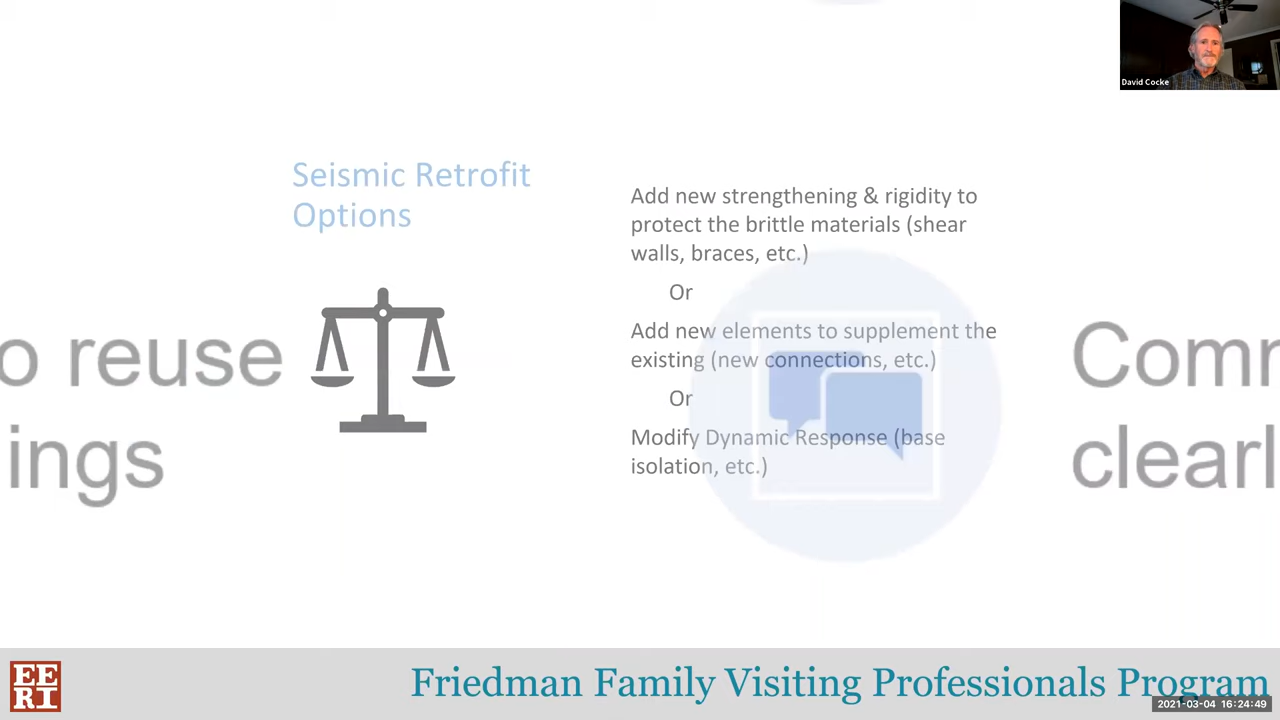 David Cocke
Seismic Retrofit
Options
Add new strengthening & rigidity to
protect the brittle materials (shear
walls, braces, etc.)
Or
Add new elements to supplement the
existing (new connections, etc.)
Or
Modify Dynamic Response (base
isolation, etc.)
o reuse
ings
Comr
clearl
EE
RI
Friedman Family Visiting Professionals Program
2021-03-04 16:24:49